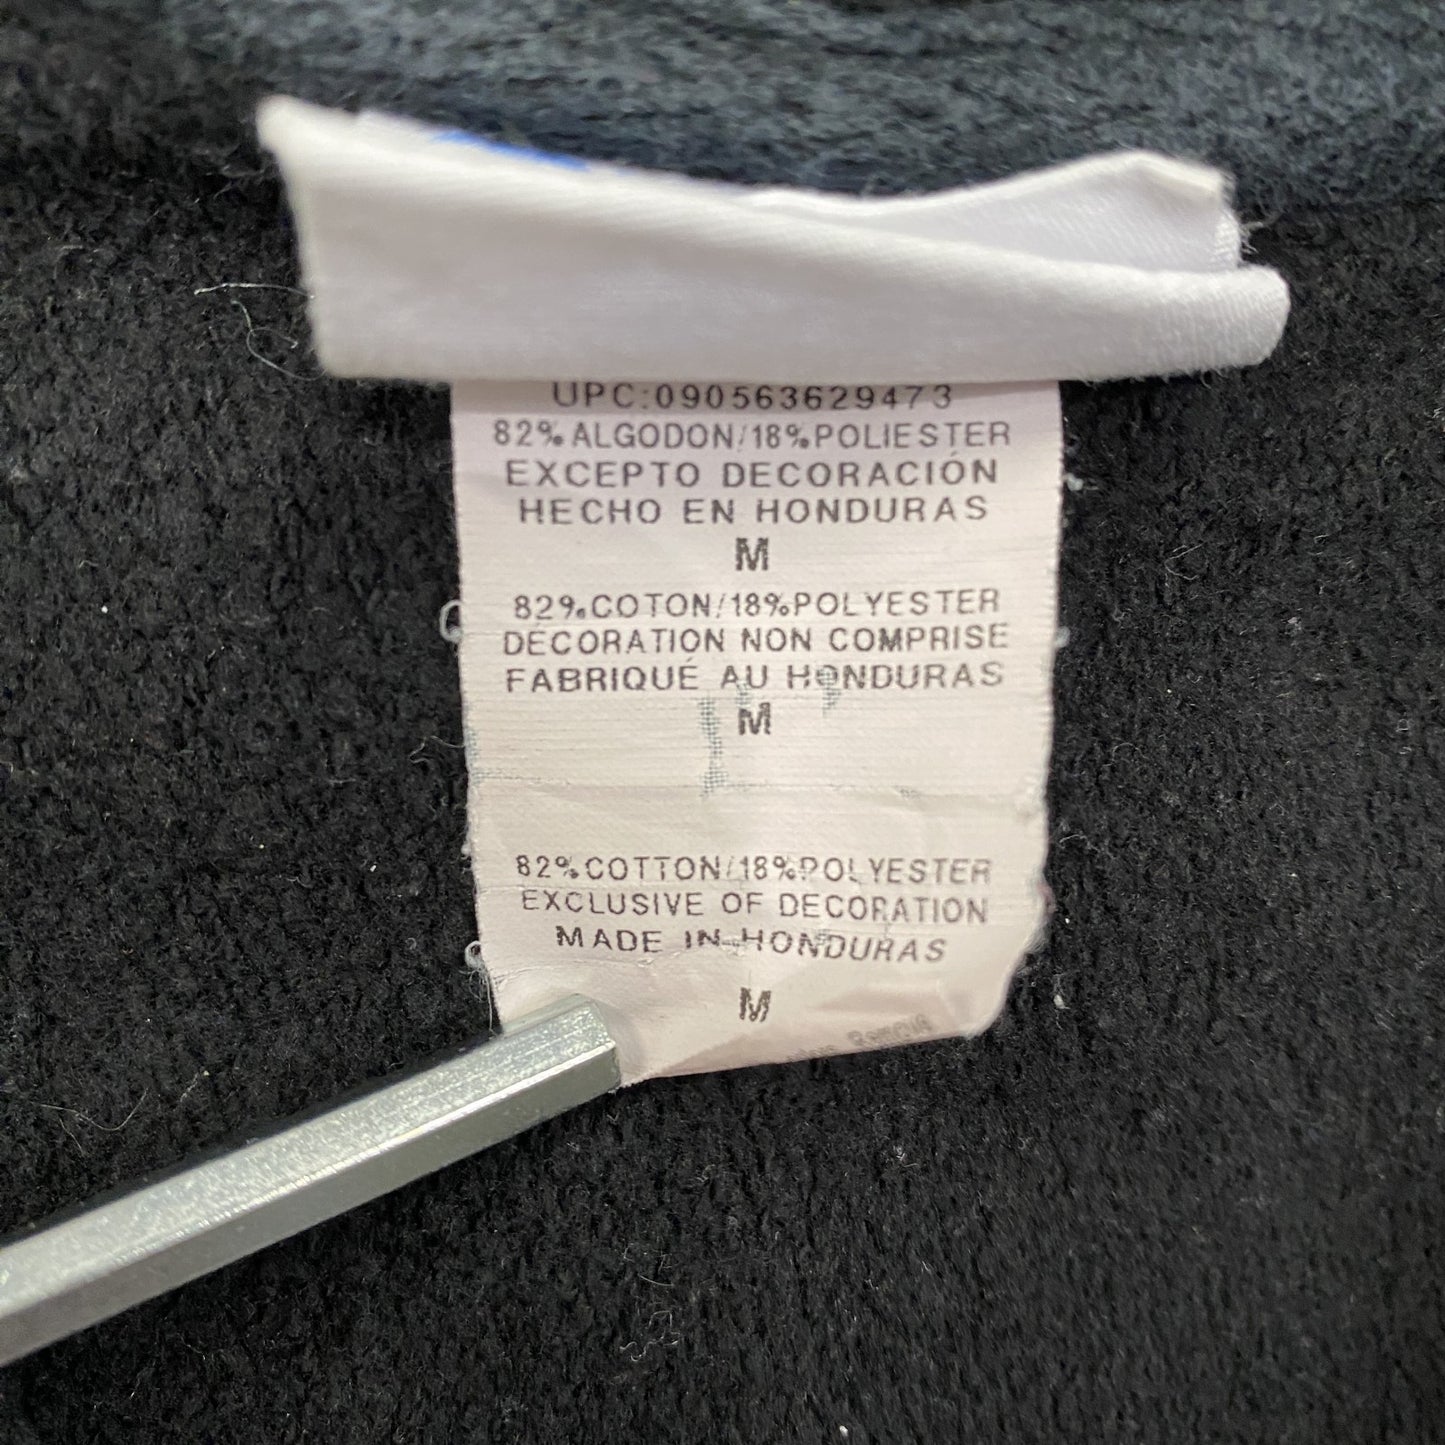 UPC:090563629473
82% ALGODON/18%POLIESTER
EXCEPTO DECORACIÓN
HECHO EN HONDURAS
M
82%COTON/18%POLYESTER
DECORATION NON COMPRISE
FABRIQUÉ AU HONDURAS
M
82%COTTON/18%POLYESTER
EXCLUSIVE OF DECORATION
MADE IN HONDURAS
M